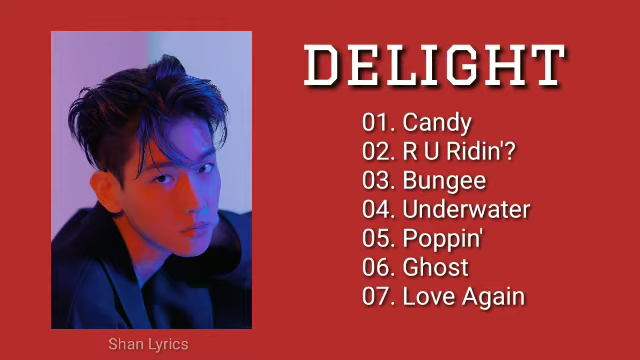 DELIGHT
01. Candy
02. R U Ridin'?
03. Bungee
04. Underwater
05. Poppin'
06. Ghost
07. Love Again
Shan Lyrics